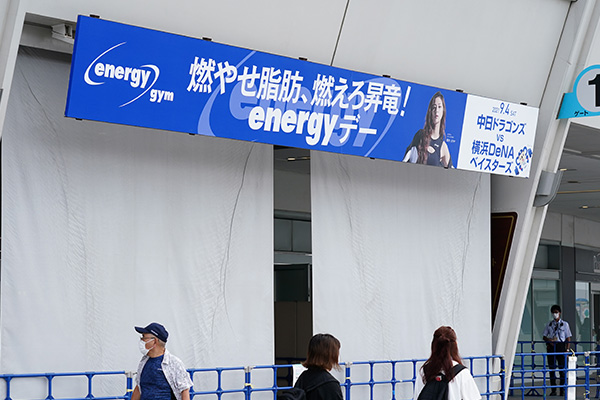 energy
gym
燃やせ脂肪、燃えろ昇竜!
energyデー
2021 9.4 SAT
中日ドラゴンズ
VS
横浜DeNA
ベイスターズ
1
ゲート